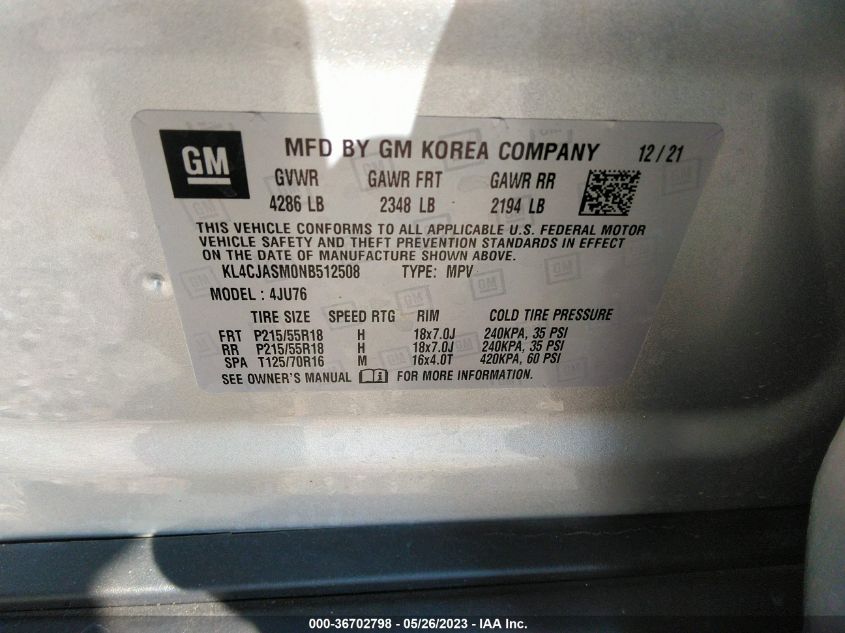 GM
MFD BY GM KOREA COMPANY 12/21
GVWR GAWR FRT GAWR RR
4286 LB 2348 LB 2194 LB
THIS VEHICLE CONFORMS TO ALL APPLICABLE U.S. FEDERAL MOTOR
VEHICLE SAFETY AND THEFT PREVENTION STANDARDS IN EFFECT
ON THE DATE OF MANUFACTURE SHOWN ABOVE.
KL4CJASM0NB512508 TYPE: MPV
MODEL: 4JU76
TIRE SIZE SPEED RTG RIM COLD TIRE PRESSURE
FRT P215/55R18 H 18x7.0J 240KPA, 35 PSI
RR P215/55R18 H 18x7.0J 240KPA, 35 PSI
SPA T125/70R16 M 16x4.0T 420KPA, 60 PSI
SEE OWNER'S MANUAL FOR MORE INFORMATION.
000-36702798 - 05/26/2023 - IAA Inc.